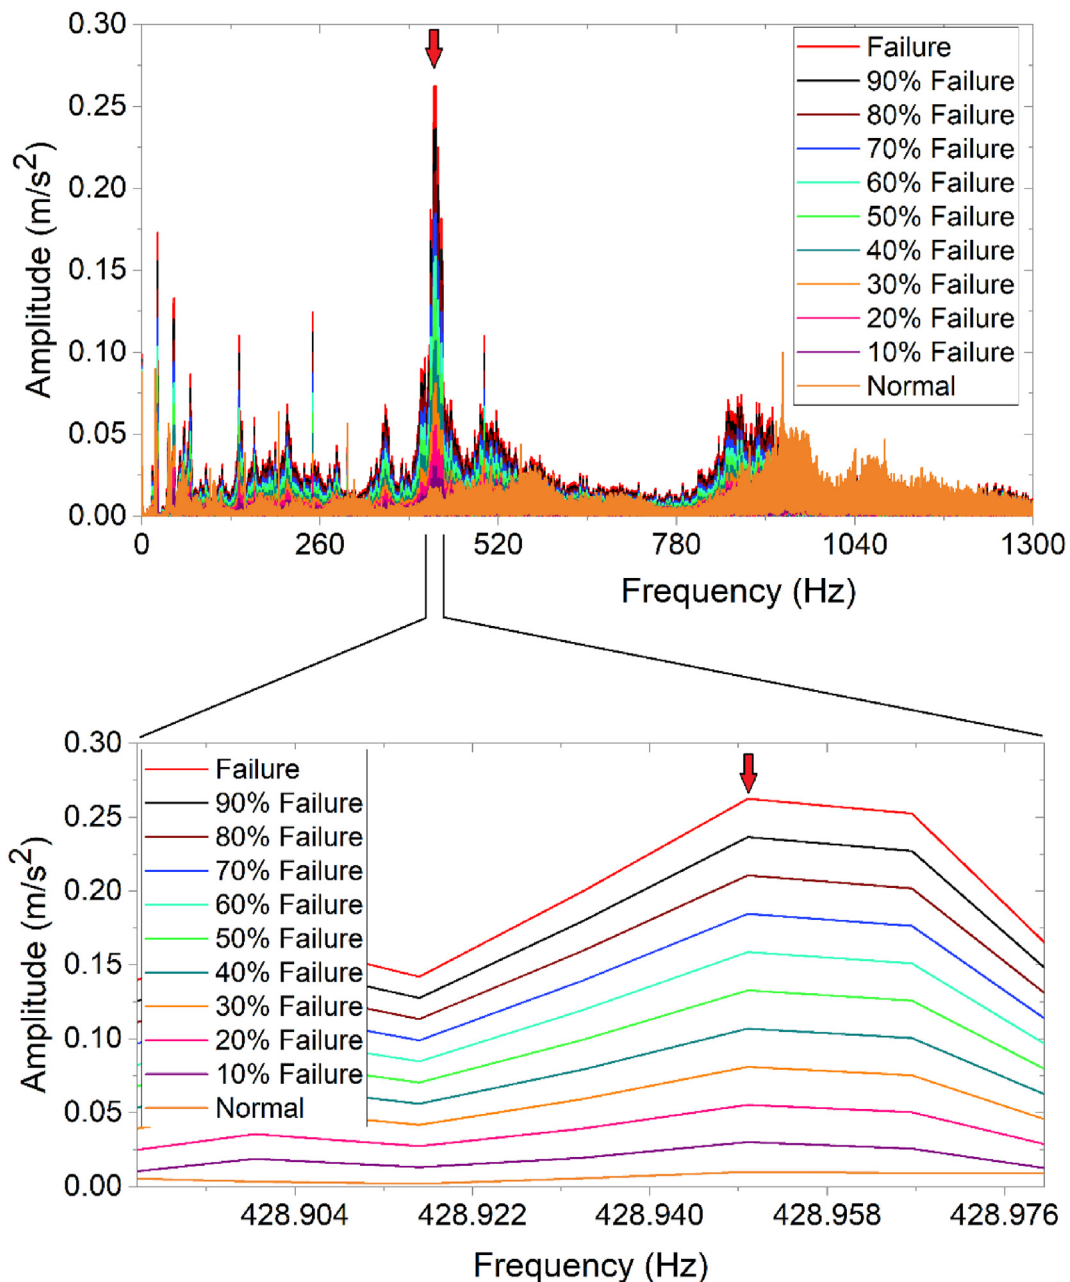 0.30
0.25
0.20
0.15
0.10
0.05
0.00
Amplitude (m/s2)
Failure
90% Failure
80% Failure
70% Failure
60% Failure
50% Failure
40% Failure
30% Failure
20% Failure
10% Failure
Normal
0 260 520 780 1040 1300
Frequency (Hz)
0.30
0.25
0.20
0.15
0.10
0.05
0.00
Amplitude (m/s2)
Failure
90% Failure
80% Failure
70% Failure
60% Failure
50% Failure
40% Failure
30% Failure
20% Failure
10% Failure
Normal
428.904 428.922 428.940 428.958 428.976
Frequency (Hz)